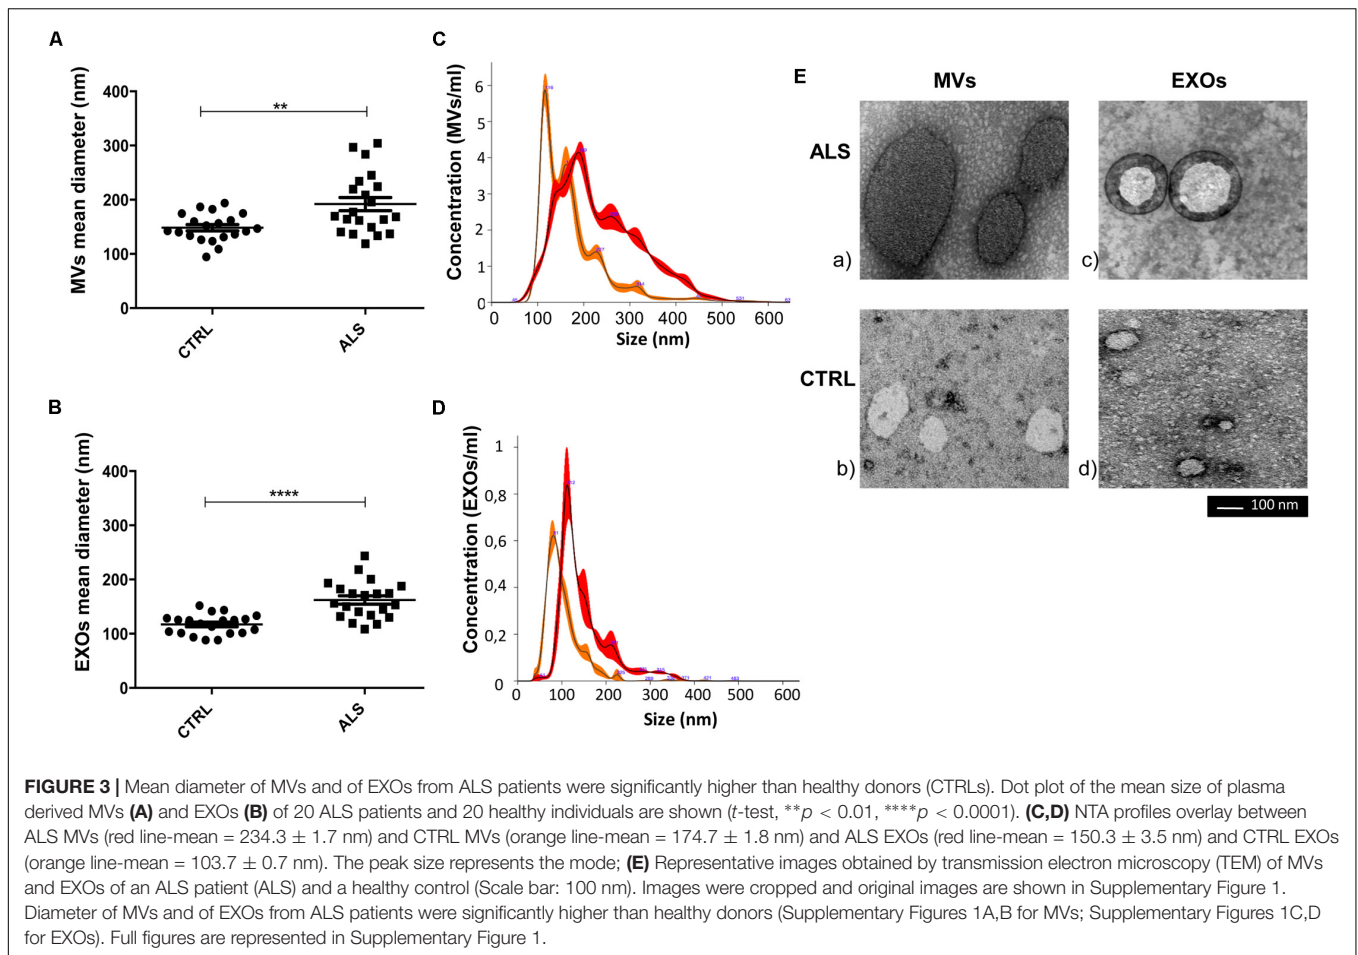 A
MVs mean diameter (nm)
400
300
200
100
0
**
CTRL
ALS
C
Concentration (MVs/ml)
6
5
4
3
2
1
0
0 100 200 300 400 500 600
Size (nm)
E
MVs EXOs
ALS
a) c)
CTRL
b) d)
100 nm
B
EXOs mean diameter (nm)
400
300
200
100
0
****
CTRL
ALS
D
Concentration (EXOs/ml)
1
0,8
0,6
0,4
0,2
0
0 100 200 300 400 500 600
Size (nm)
FIGURE 3 | Mean diameter of MVs and of EXOs from ALS patients were significantly higher than healthy donors (CTRLs). Dot plot of the mean size of plasma
derived MVs (A) and EXOs (B) of 20 ALS patients and 20 healthy individuals are shown (t-test, **p < 0.01, ****p < 0.0001). (C,D) NTA profiles overlay between
ALS MVs (red line-mean = 234.3 ± 1.7 nm) and CTRL MVs (orange line-mean = 174.7 ± 1.8 nm) and ALS EXOs (red line-mean = 150.3 ± 3.5 nm) and CTRL EXOs
(orange line-mean = 103.7 ± 0.7 nm). The peak size represents the mode; (E) Representative images obtained by transmission electron microscopy (TEM) of MVs
and EXOs of an ALS patient (ALS) and a healthy control (Scale bar: 100 nm). Images were cropped and original images are shown in Supplementary Figure 1.
Diameter of MVs and of EXOs from ALS patients were significantly higher than healthy donors (Supplementary Figures 1A,B for MVs; Supplementary Figures 1C,D
for EXOs). Full figures are represented in Supplementary Figure 1.